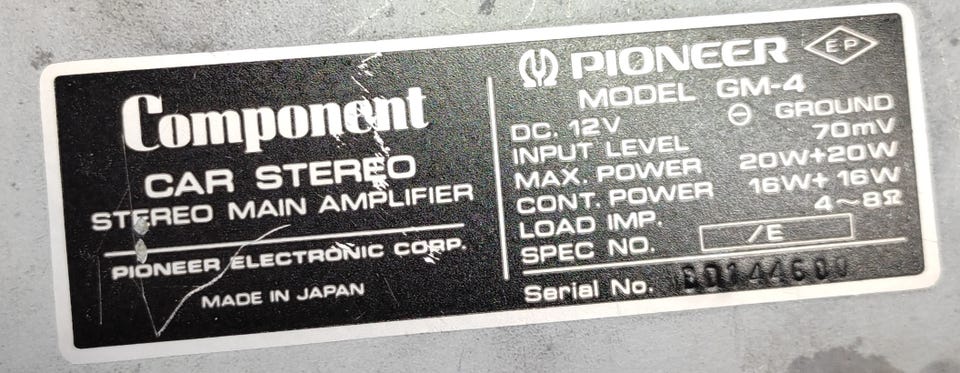 Component
CAR STEREO
STEREO MAIN AMPLIFIER
PIONEER ELECTRONIC CORP.
MADE IN JAPAN
PIONEER E·P
MODEL GM-4
DC. 12V ⊖ GROUND
INPUT LEVEL 70mV
MAX. POWER 20W+20W
CONT. POWER 16W+ 16W
LOAD IMP. 4～8Ω
SPEC NO. /E
Serial No.